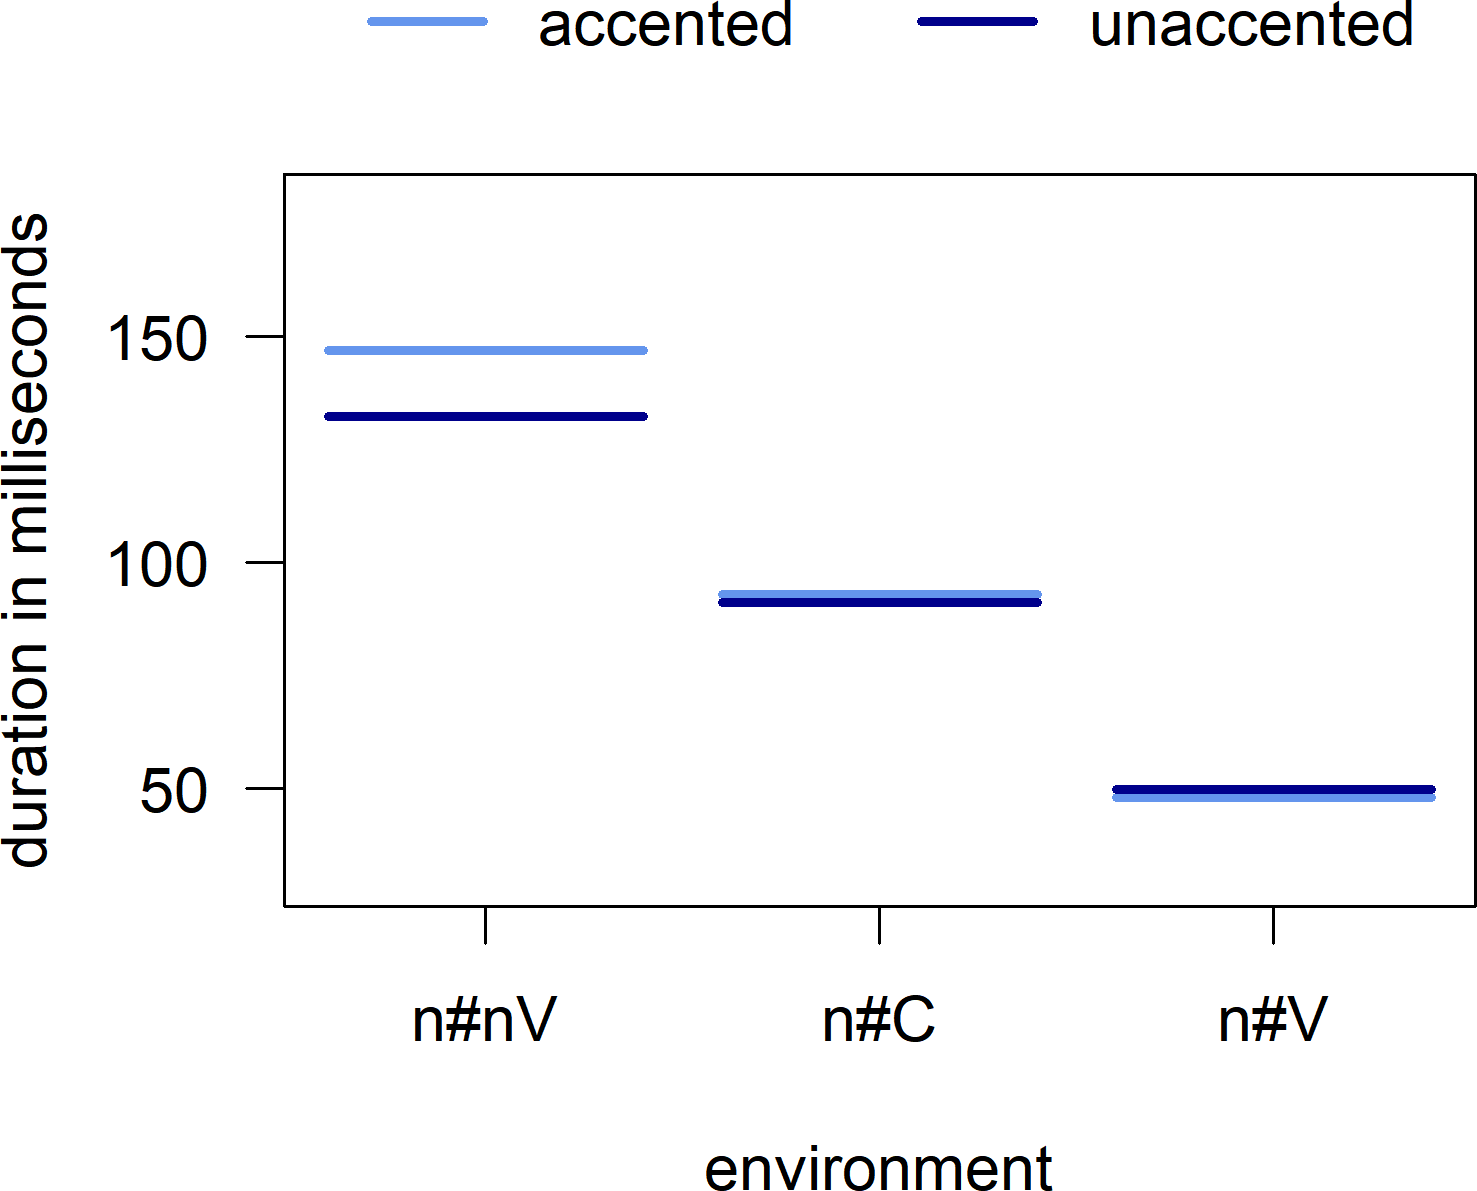 accented unaccented
duration in milliseconds
150
100
50
n#nV n#C n#V
environment